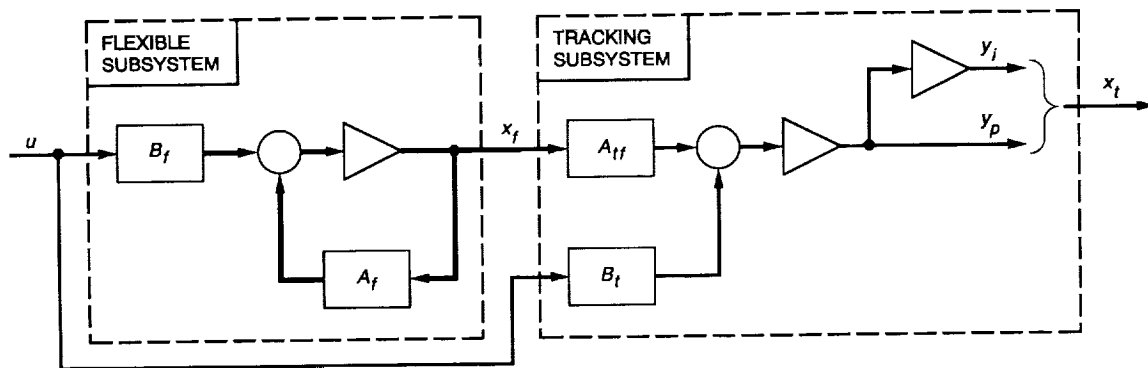 FLEXIBLE
SUBSYSTEM
TRACKING
SUBSYSTEM
y_i
x_t
u
B_f
x_f
A_tf
y_p
A_f
B_t